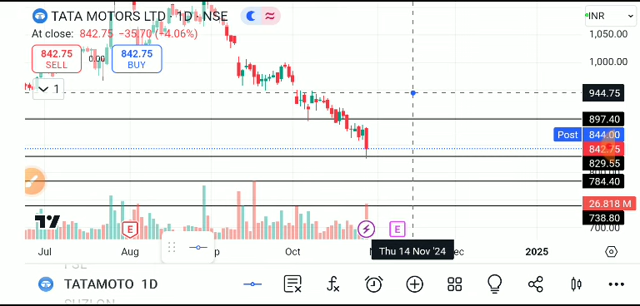 TATA MOTORS LTD · 1D · NSE
INR
At close: 842.75 −35.70 (−4.06%)
1,050.00
842.75 SELL 0.00 842.75 BUY
1,000.00
1
944.75
897.40
Post 844.00
842.75
829.55
784.40
26.818 M
738.80
700.00
E E
Jul Aug Oct Thu 14 Nov '24 2025
TATAMOTO 1D